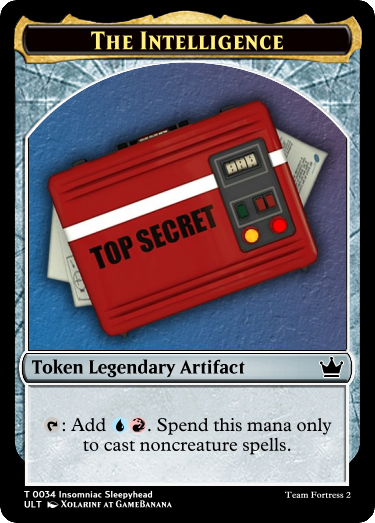 The Intelligence
TOP SECRET
Token Legendary Artifact
: Add . Spend this mana only
to cast noncreature spells.
T 0034 Insomniac Sleepyhead
ULT Xolarinf at GameBanana
Team Fortress 2